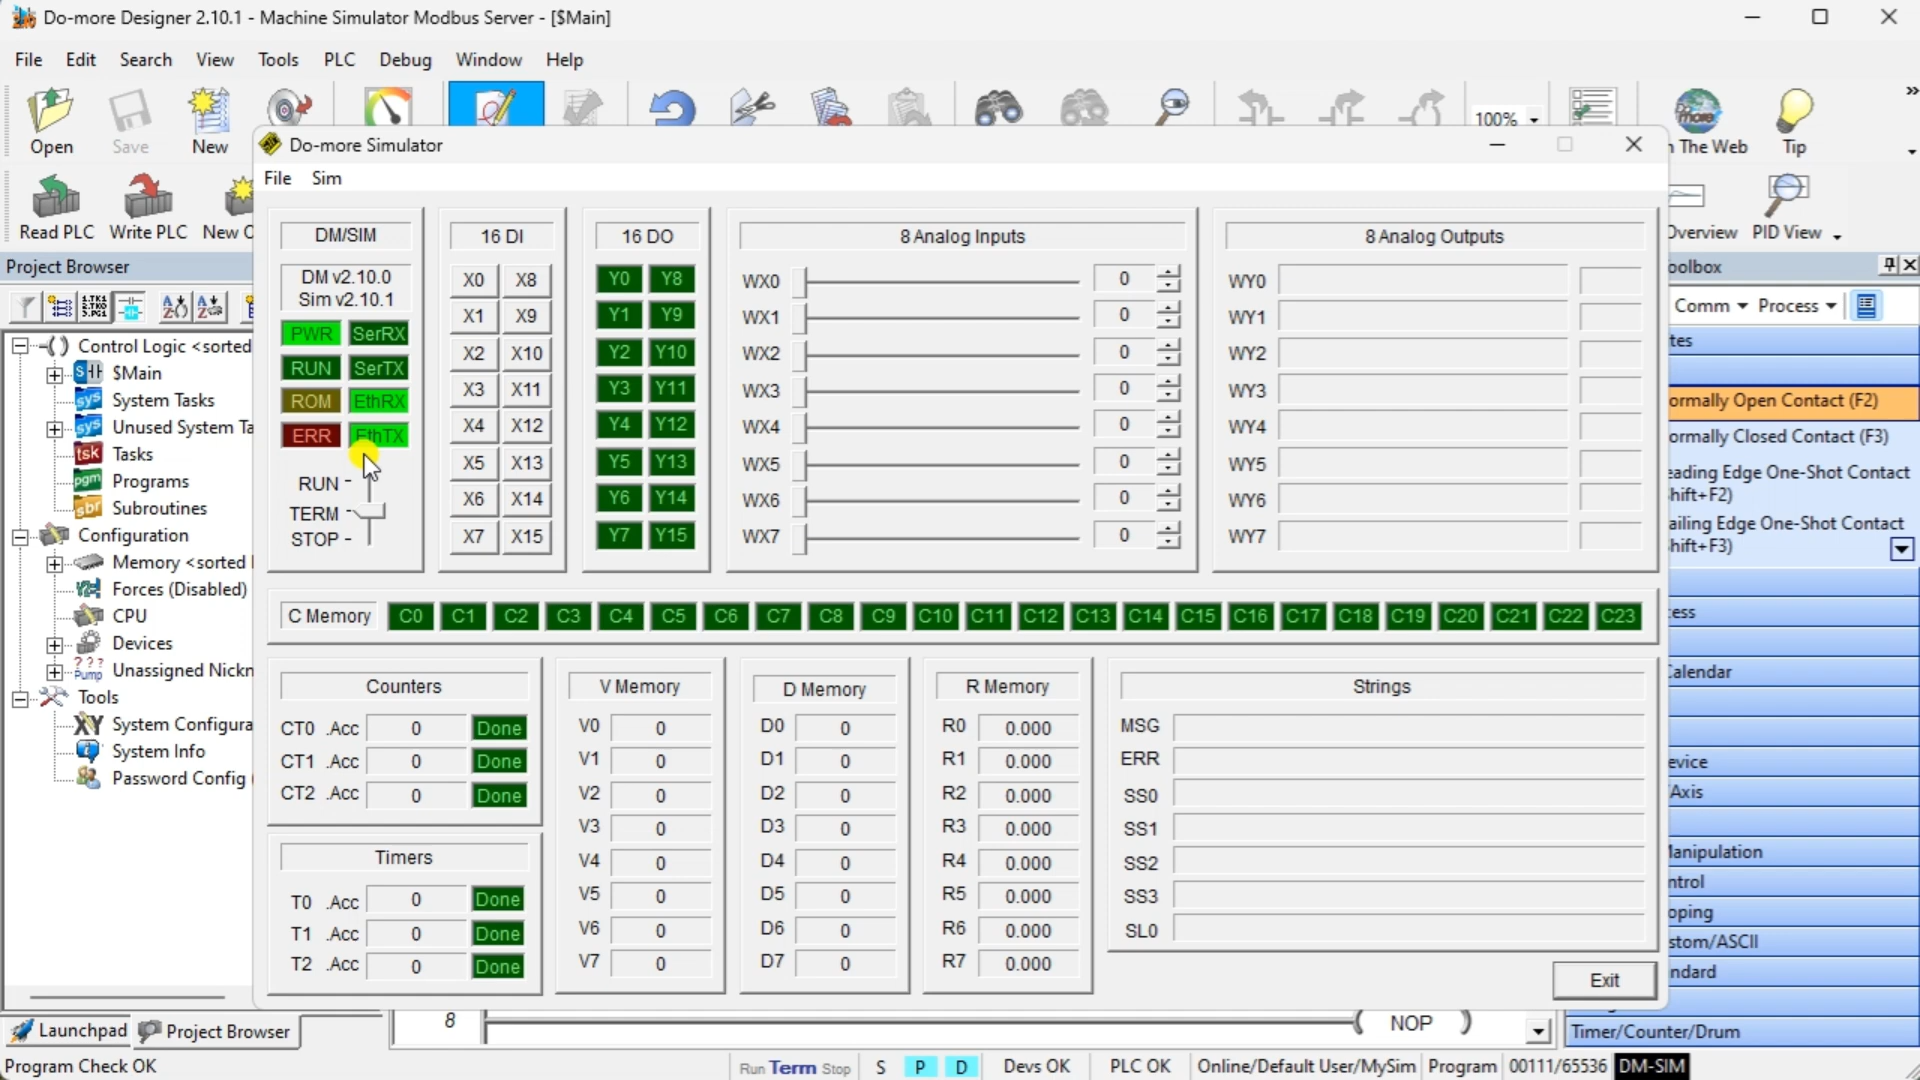 Do-more Designer 2.10.1 - Machine Simulator Modbus Server - [$Main]
File Edit Search View Tools PLC Debug Window Help
100%
Open Save New n The Web Tip
Read PLC Write PLC New O Overview PID View
Do-more Simulator
File Sim
Project Browser
Control Logic <sorted
$Main
System Tasks
Unused System Ta
Tasks
Programs
Subroutines
Configuration
Memory <sorted
Forces (Disabled)
CPU
Devices
Unassigned Nickn
Tools
System Configura
System Info
Password Config (
Launchpad Project Browser
DM/SIM
DM v2.10.0
Sim v2.10.1
PWR SerRX
RUN SerTX
ROM EthRX
ERR EthTX
RUN -
TERM -
STOP -
16 DI
X0 X8
X1 X9
X2 X10
X3 X11
X4 X12
X5 X13
X6 X14
X7 X15
16 DO
Y0 Y8
Y1 Y9
Y2 Y10
Y3 Y11
Y4 Y12
Y5 Y13
Y6 Y14
Y7 Y15
8 Analog Inputs
WX0 0
WX1 0
WX2 0
WX3 0
WX4 0
WX5 0
WX6 0
WX7 0
8 Analog Outputs
WY0
WY1
WY2
WY3
WY4
WY5
WY6
WY7
C Memory C0 C1 C2 C3 C4 C5 C6 C7 C8 C9 C10 C11 C12 C13 C14 C15 C16 C17 C18 C19 C20 C21 C22 C23
Counters
CT0 .Acc 0 Done
CT1 .Acc 0 Done
CT2 .Acc 0 Done
Timers
T0 .Acc 0 Done
T1 .Acc 0 Done
T2 .Acc 0 Done
V Memory
V0 0
V1 0
V2 0
V3 0
V4 0
V5 0
V6 0
V7 0
D Memory
D0 0
D1 0
D2 0
D3 0
D4 0
D5 0
D6 0
D7 0
R Memory
R0 0.000
R1 0.000
R2 0.000
R3 0.000
R4 0.000
R5 0.000
R6 0.000
R7 0.000
Strings
MSG
ERR
SS0
SS1
SS2
SS3
SL0
Exit
oolbox
Comm Process
tes
ormally Open Contact (F2)
ormally Closed Contact (F3)
eading Edge One-Shot Contact
hift+F2)
ailing Edge One-Shot Contact
hift+F3)
ess
Calendar
evice
/Axis
Manipulation
ntrol
oping
stom/ASCII
ndard
Timer/Counter/Drum
8 NOP
Program Check OK Run Term Stop S P D Devs OK PLC OK Online/Default User/MySim Program 00111/65536 DM-SIM